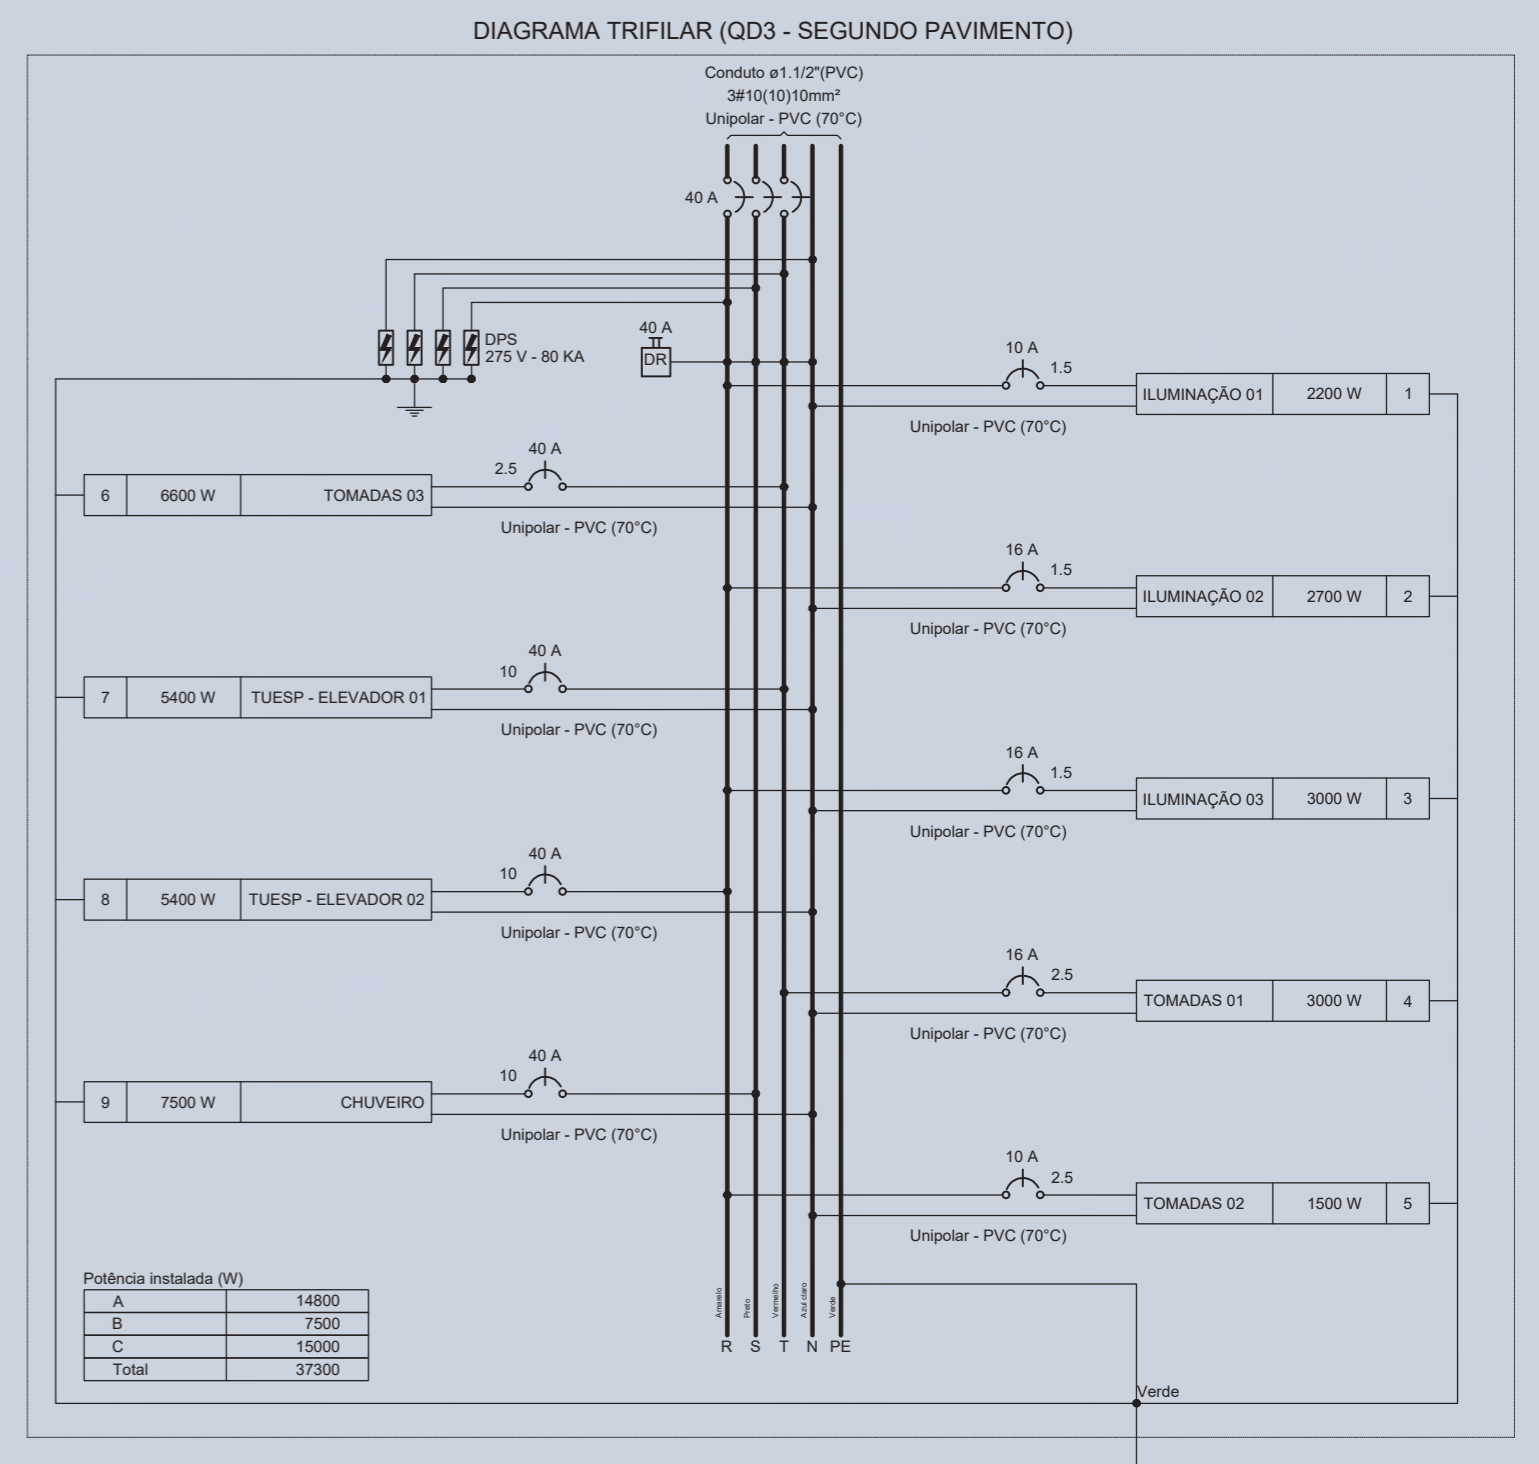 DIAGRAMA TRIFILAR (QD3 - SEGUNDO PAVIMENTO)
Conduto ø1.1/2"(PVC)
3#10(10)10mm²
Unipolar - PVC (70°C)
40 A
DPS
275 V - 80 KA
40 A
DR
10 A
1.5
ILUMINAÇÃO 01 2200 W 1
Unipolar - PVC (70°C)
40 A
2.5
6 6600 W TOMADAS 03
Unipolar - PVC (70°C)
16 A
1.5
ILUMINAÇÃO 02 2700 W 2
Unipolar - PVC (70°C)
40 A
10
7 5400 W TUESP - ELEVADOR 01
Unipolar - PVC (70°C)
16 A
1.5
ILUMINAÇÃO 03 3000 W 3
Unipolar - PVC (70°C)
40 A
10
8 5400 W TUESP - ELEVADOR 02
Unipolar - PVC (70°C)
16 A
2.5
TOMADAS 01 3000 W 4
Unipolar - PVC (70°C)
40 A
10
9 7500 W CHUVEIRO
Unipolar - PVC (70°C)
10 A
2.5
TOMADAS 02 1500 W 5
Unipolar - PVC (70°C)
Potência instalada (W)
A 14800
B 7500
C 15000
Total 37300
Amarelo
Preto
Vermelho
Azul claro
Verde
R S T N PE
Verde